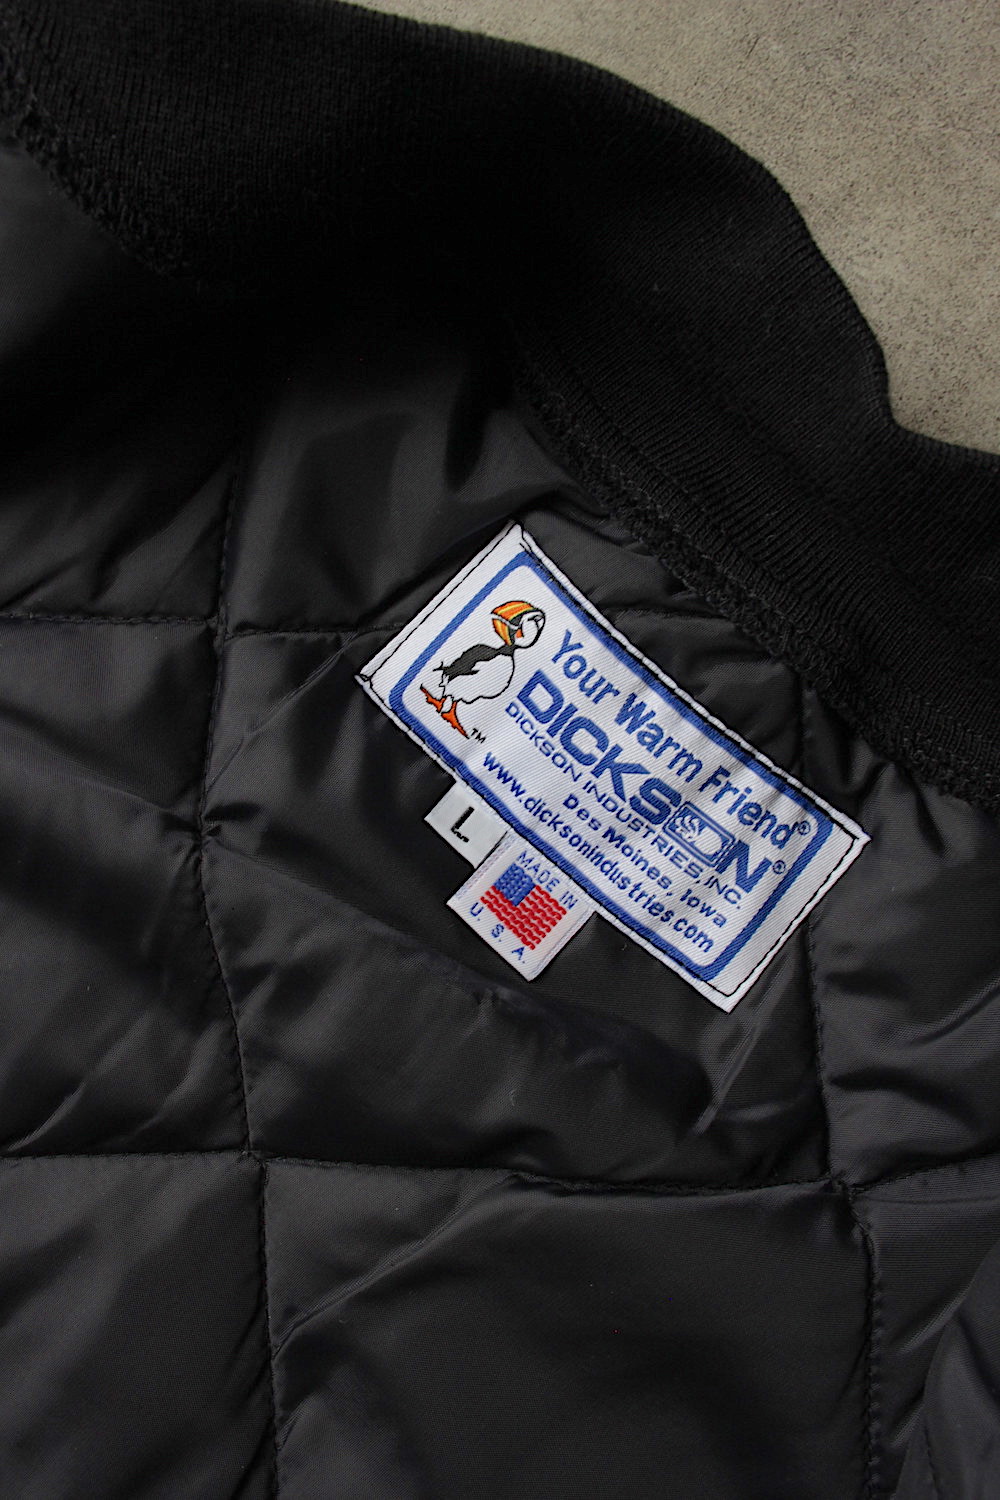 Your Warm Friend®
DICKSON®
DICKSON INDUSTRIES, INC.
Des Moines, Iowa
www.dicksonindustries.com
TM
L
MADE IN
U. S. A.